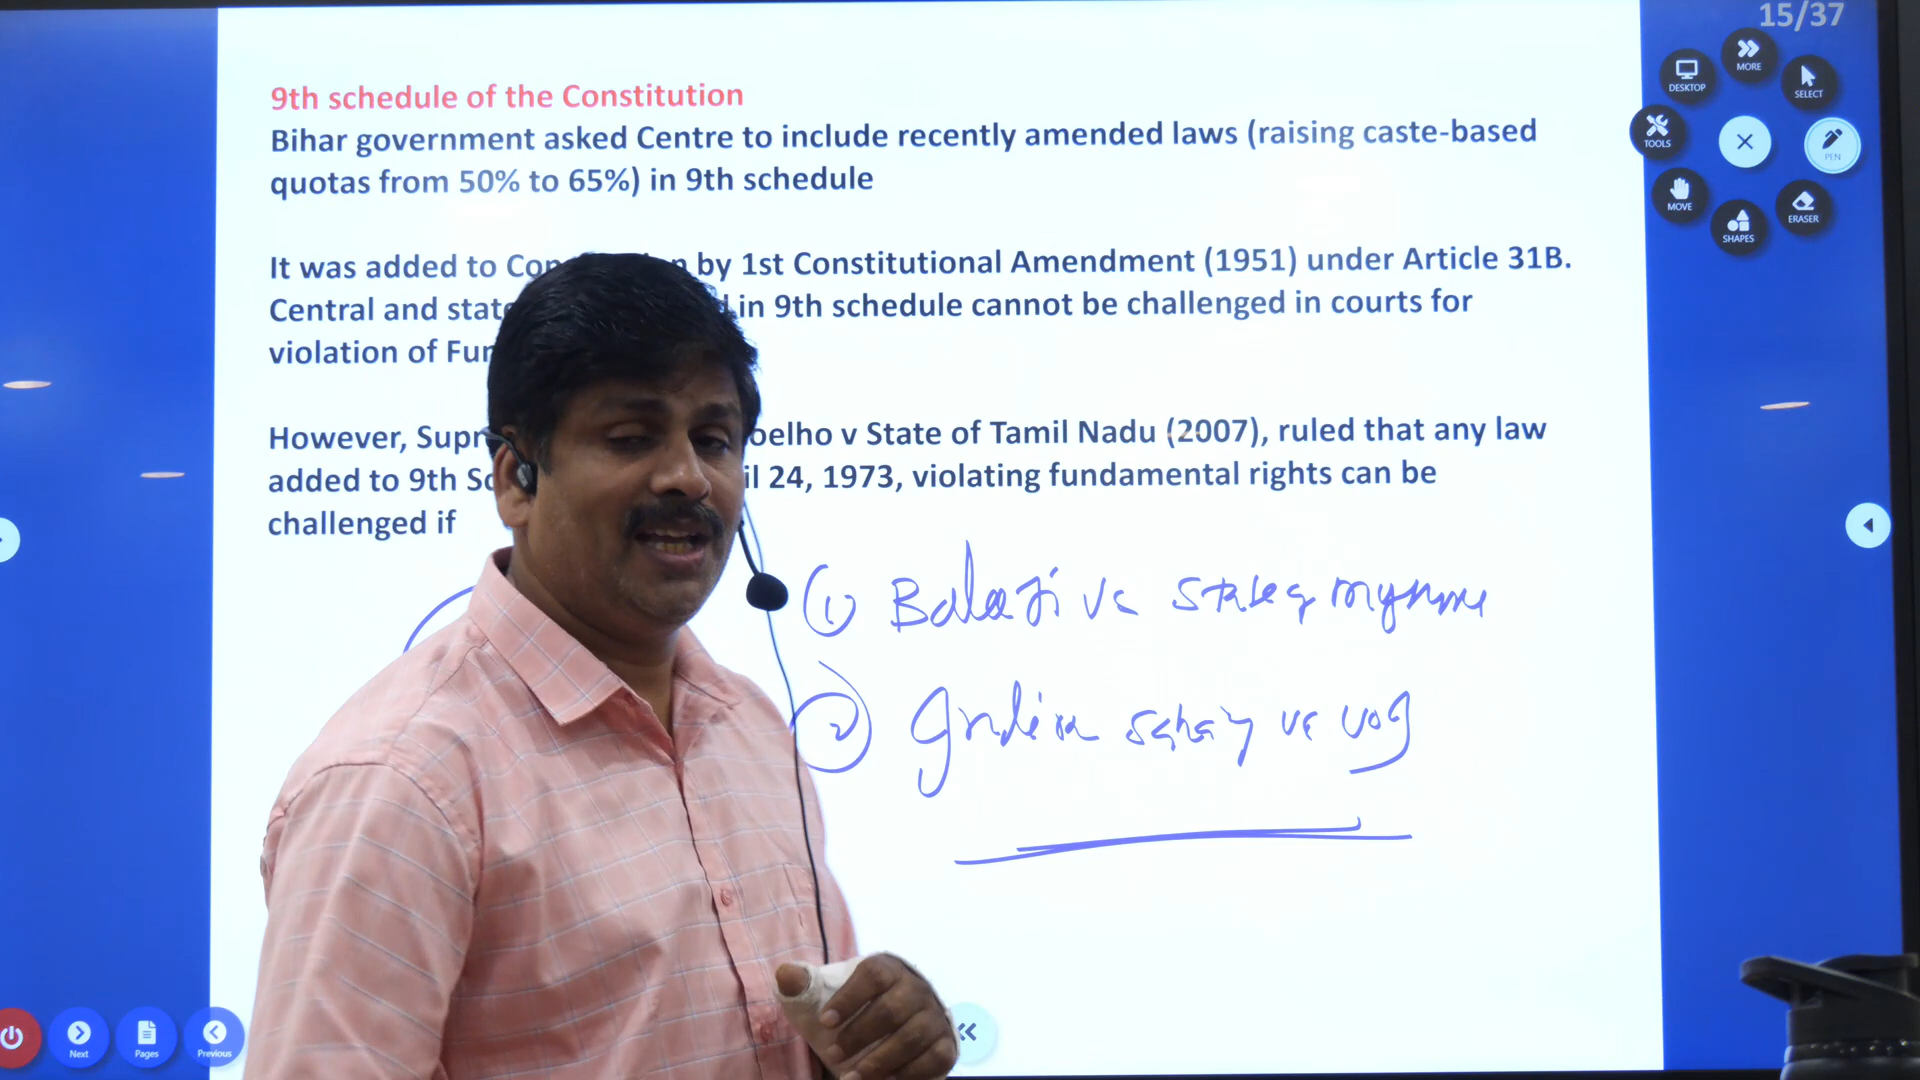 15/37
MORE
DESKTOP
SELECT
TOOLS
PEN
MOVE
ERASER
SHAPES
9th schedule of the Constitution
Bihar government asked Centre to include recently amended laws (raising caste-based
quotas from 50% to 65%) in 9th schedule
It was added to Con by 1st Constitutional Amendment (1951) under Article 31B.
Central and state in 9th schedule cannot be challenged in courts for
violation of Fun
However, Supr oelho v State of Tamil Nadu (2007), ruled that any law
added to 9th Sc il 24, 1973, violating fundamental rights can be
challenged if
① Balaji vs State of mysore
② Indira sahay vs UOI
Next
Pages
Previous